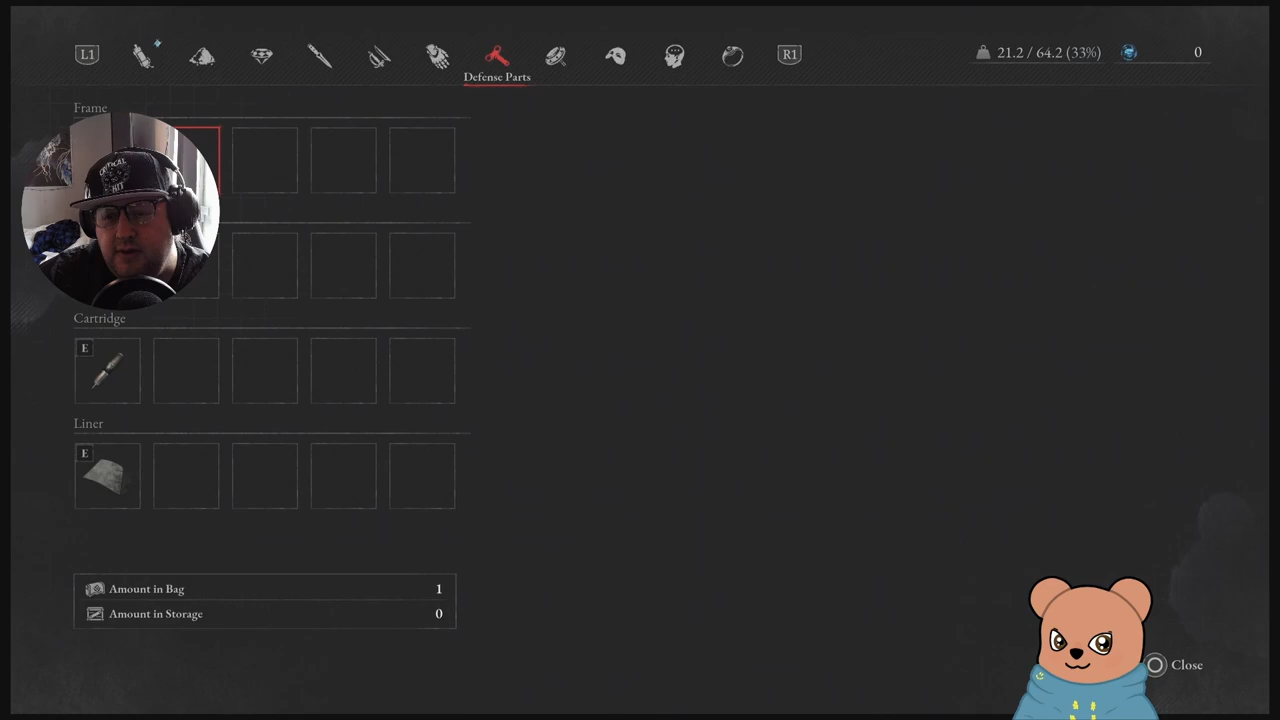 L1
R1
21.2 / 64.2 (33%)
0
Defense Parts
Frame
CRITICAL
HIT
Cartridge
E
Liner
E
Amount in Bag
1
Amount in Storage
0
Close